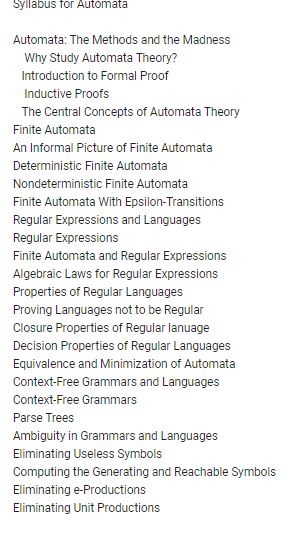 Syllabus for Automata
Automata: The Methods and the Madness
Why Study Automata Theory?
Introduction to Formal Proof
Inductive Proofs
The Central Concepts of Automata Theory
Finite Automata
An Informal Picture of Finite Automata
Deterministic Finite Automata
Nondeterministic Finite Automata
Finite Automata With Epsilon-Transitions
Regular Expressions and Languages
Regular Expressions
Finite Automata and Regular Expressions
Algebraic Laws for Regular Expressions
Properties of Regular Languages
Proving Languages not to be Regular
Closure Properties of Regular lanuage
Decision Properties of Regular Languages
Equivalence and Minimization of Automata
Context-Free Grammars and Languages
Context-Free Grammars
Parse Trees
Ambiguity in Grammars and Languages
Eliminating Useless Symbols
Computing the Generating and Reachable Symbols
Eliminating e-Productions
Eliminating Unit Productions